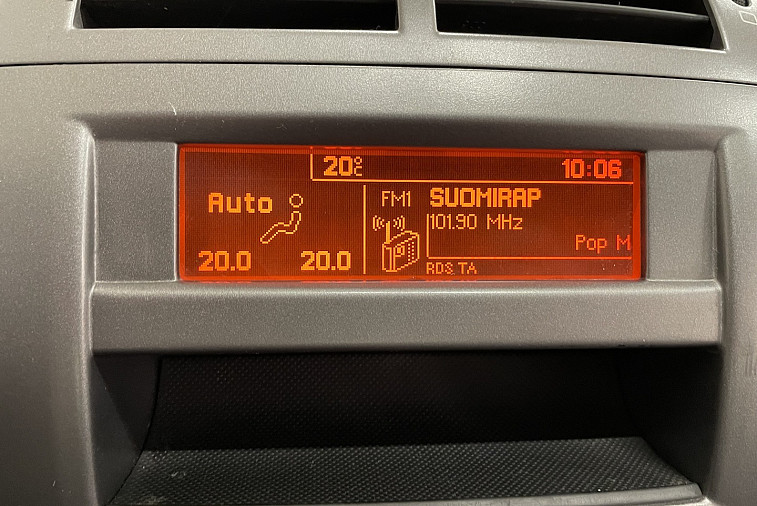 20°C 10:06
Auto
20.0 20.0
FM1 SUOMIRAP
101.90 MHz
Pop M
RDS TA